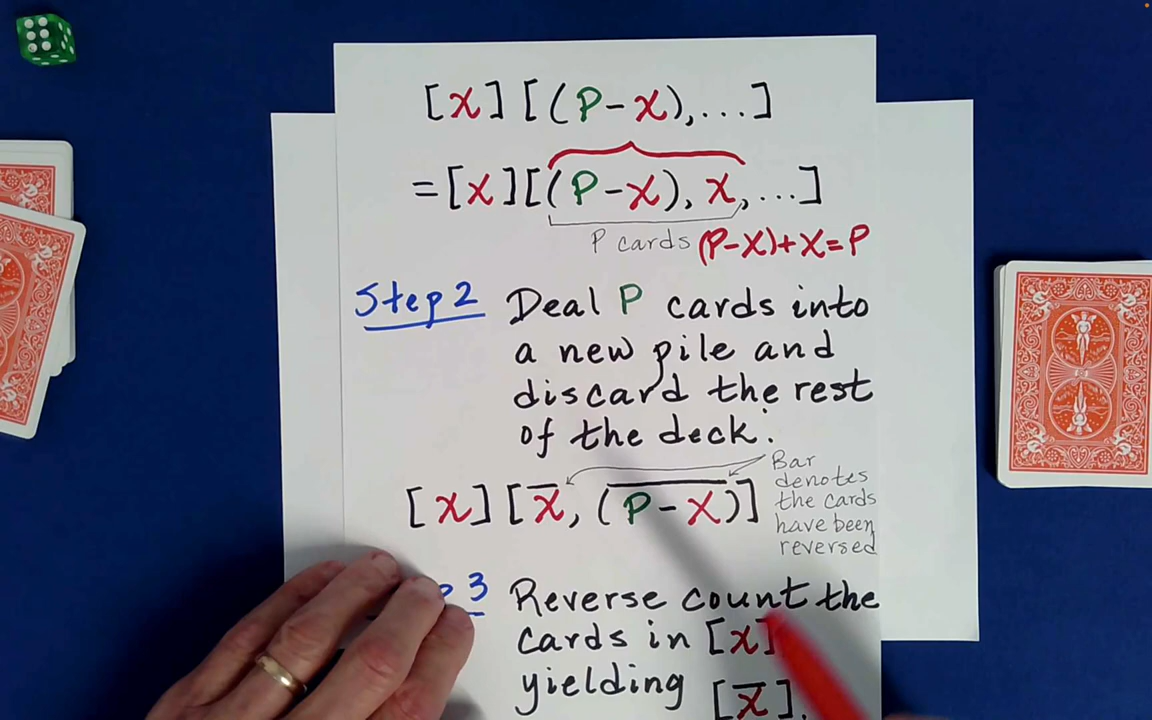 [x] [(P-x),...]
=[x][(P-x), x,...]
P cards (P-x)+x=P
Step 2 Deal P cards into
a new pile and
discard the rest
of the deck.
Bar
denotes
the cards
have been
reversed
[x] [x̅, (P̅-̅x̅)]
3 Reverse count the
cards in [x]
yielding [x̅].